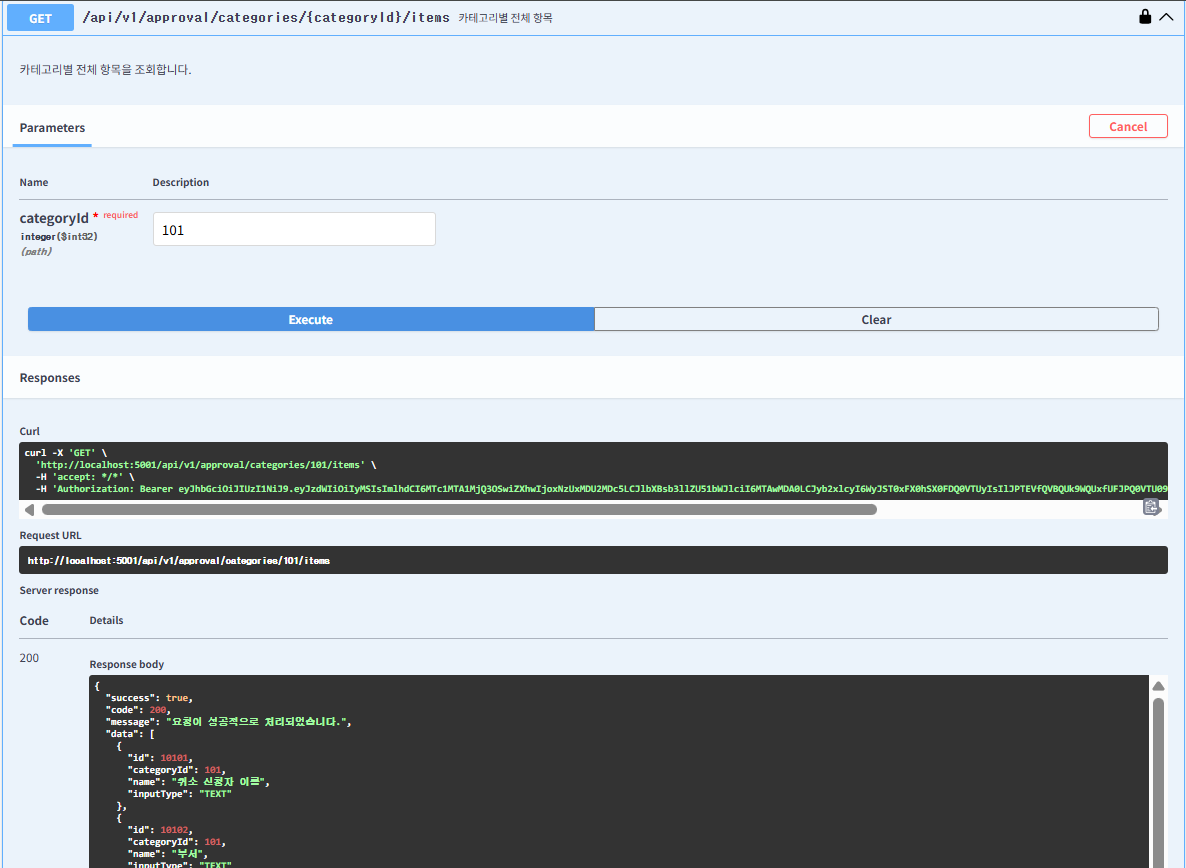 GET /api/v1/approval/categories/{categoryId}/items 카테고리별 전체 항목
카테고리별 전체 항목을 조회합니다.
Parameters
Cancel
Name Description
categoryId * required
101
integer($int32)
(path)
Execute Clear
Responses
Curl
curl -X 'GET' \
'http://localhost:5001/api/v1/approval/categories/101/items' \
-H 'accept: */*' \
-H 'Authorization: Bearer
Request URL
http://localhost:5001/api/v1/approval/categories/101/items
Server response
Code Details
200
Response body
{
"success": true,
"code": 200,
"message": "요청이 성공적으로 처리되었습니다.",
"data": [
{
"id": 10101,
"categoryId": 101,
"name": "취소 신청자 이름",
"inputType": "TEXT"
},
{
"id": 10102,
"categoryId": 101,
"name": "부서",
"inputType": "TEXT"